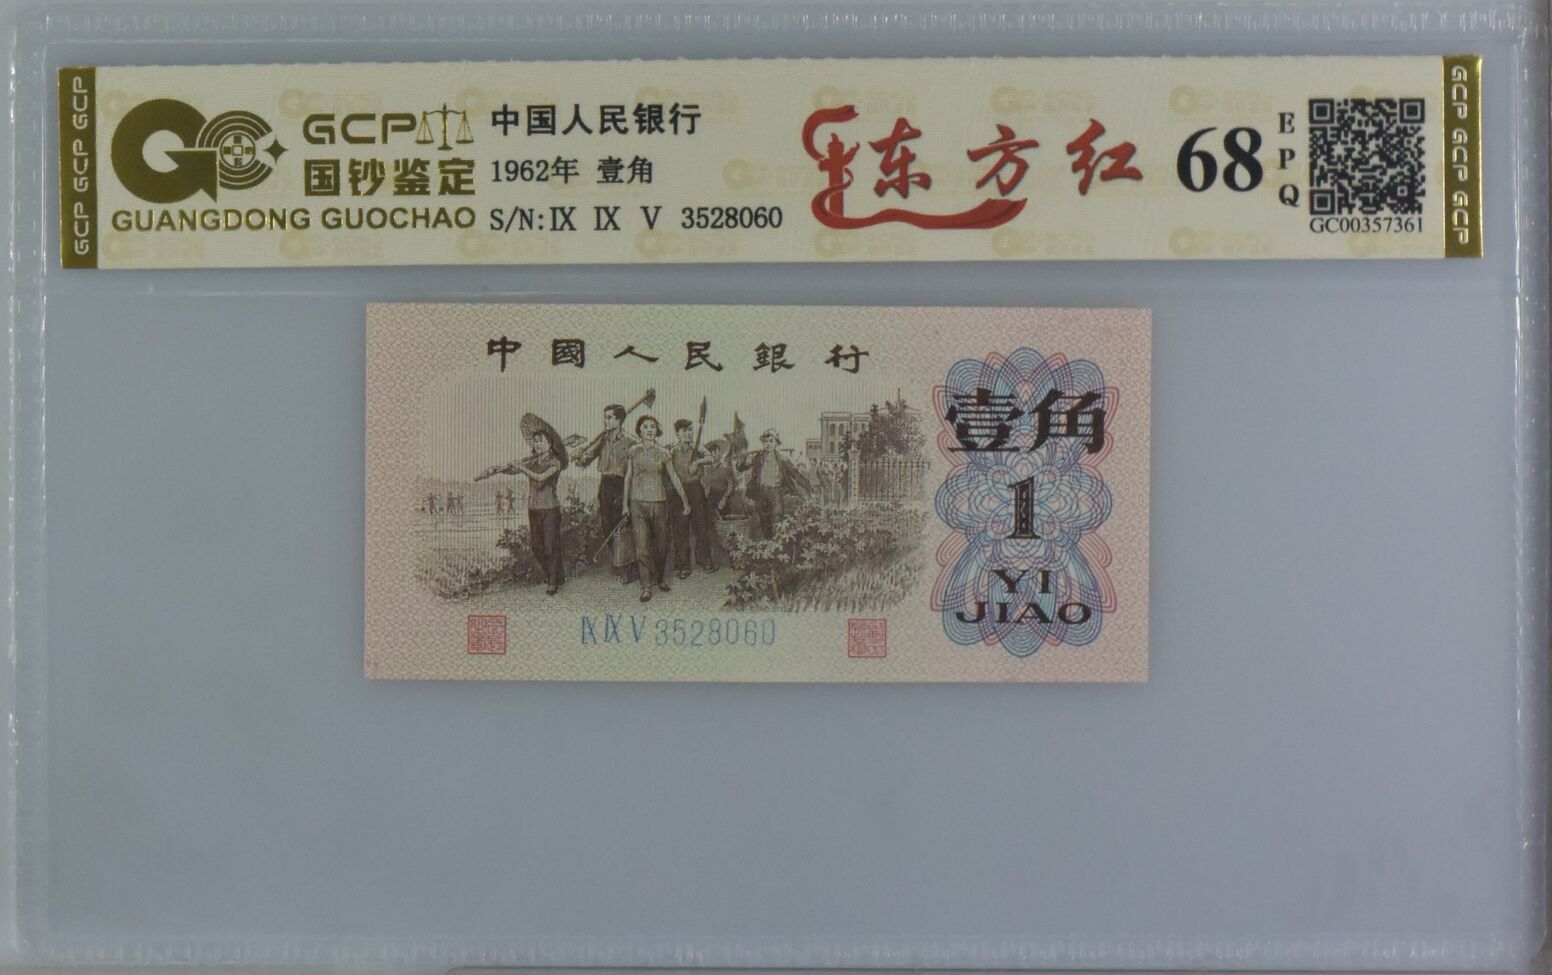 GCP GCP GCP
GCP
国钞鉴定
GUANGDONG GUOCHAO
中国人民银行
1962年 壹角
S/N:Ⅸ Ⅸ Ⅴ 3528060
东方红
68
EPQ
GC00357361
GCP GCP GCP
中國人民銀行
壹角
1
YI
JIAO
ⅨⅨⅤ3528060